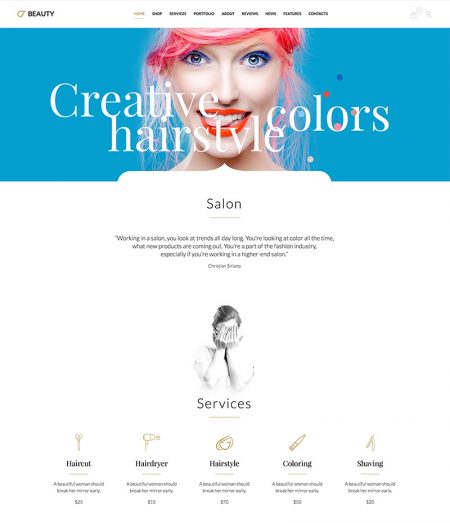 BEAUTY
HOME SHOP SERVICES PORTFOLIO ABOUT REVIEWS NEWS FEATURES CONTACTS
Creative
hairstyle colors
Salon
"Working in a salon, you look at trends all day long. You're looking at color all the time,
what new products are coming out. You're a part of the fashion industry,
especially if you're working in a higher-end salon."
Christian Siriano
Services
Haircut Hairdryer Hairstyle Coloring Shaving
A beautiful woman should A beautiful woman should A beautiful woman should A beautiful woman should A beautiful woman should
break her mirror early. break her mirror early. break her mirror early. break her mirror early. break her mirror early.
$25 $15 $70 $50 $20